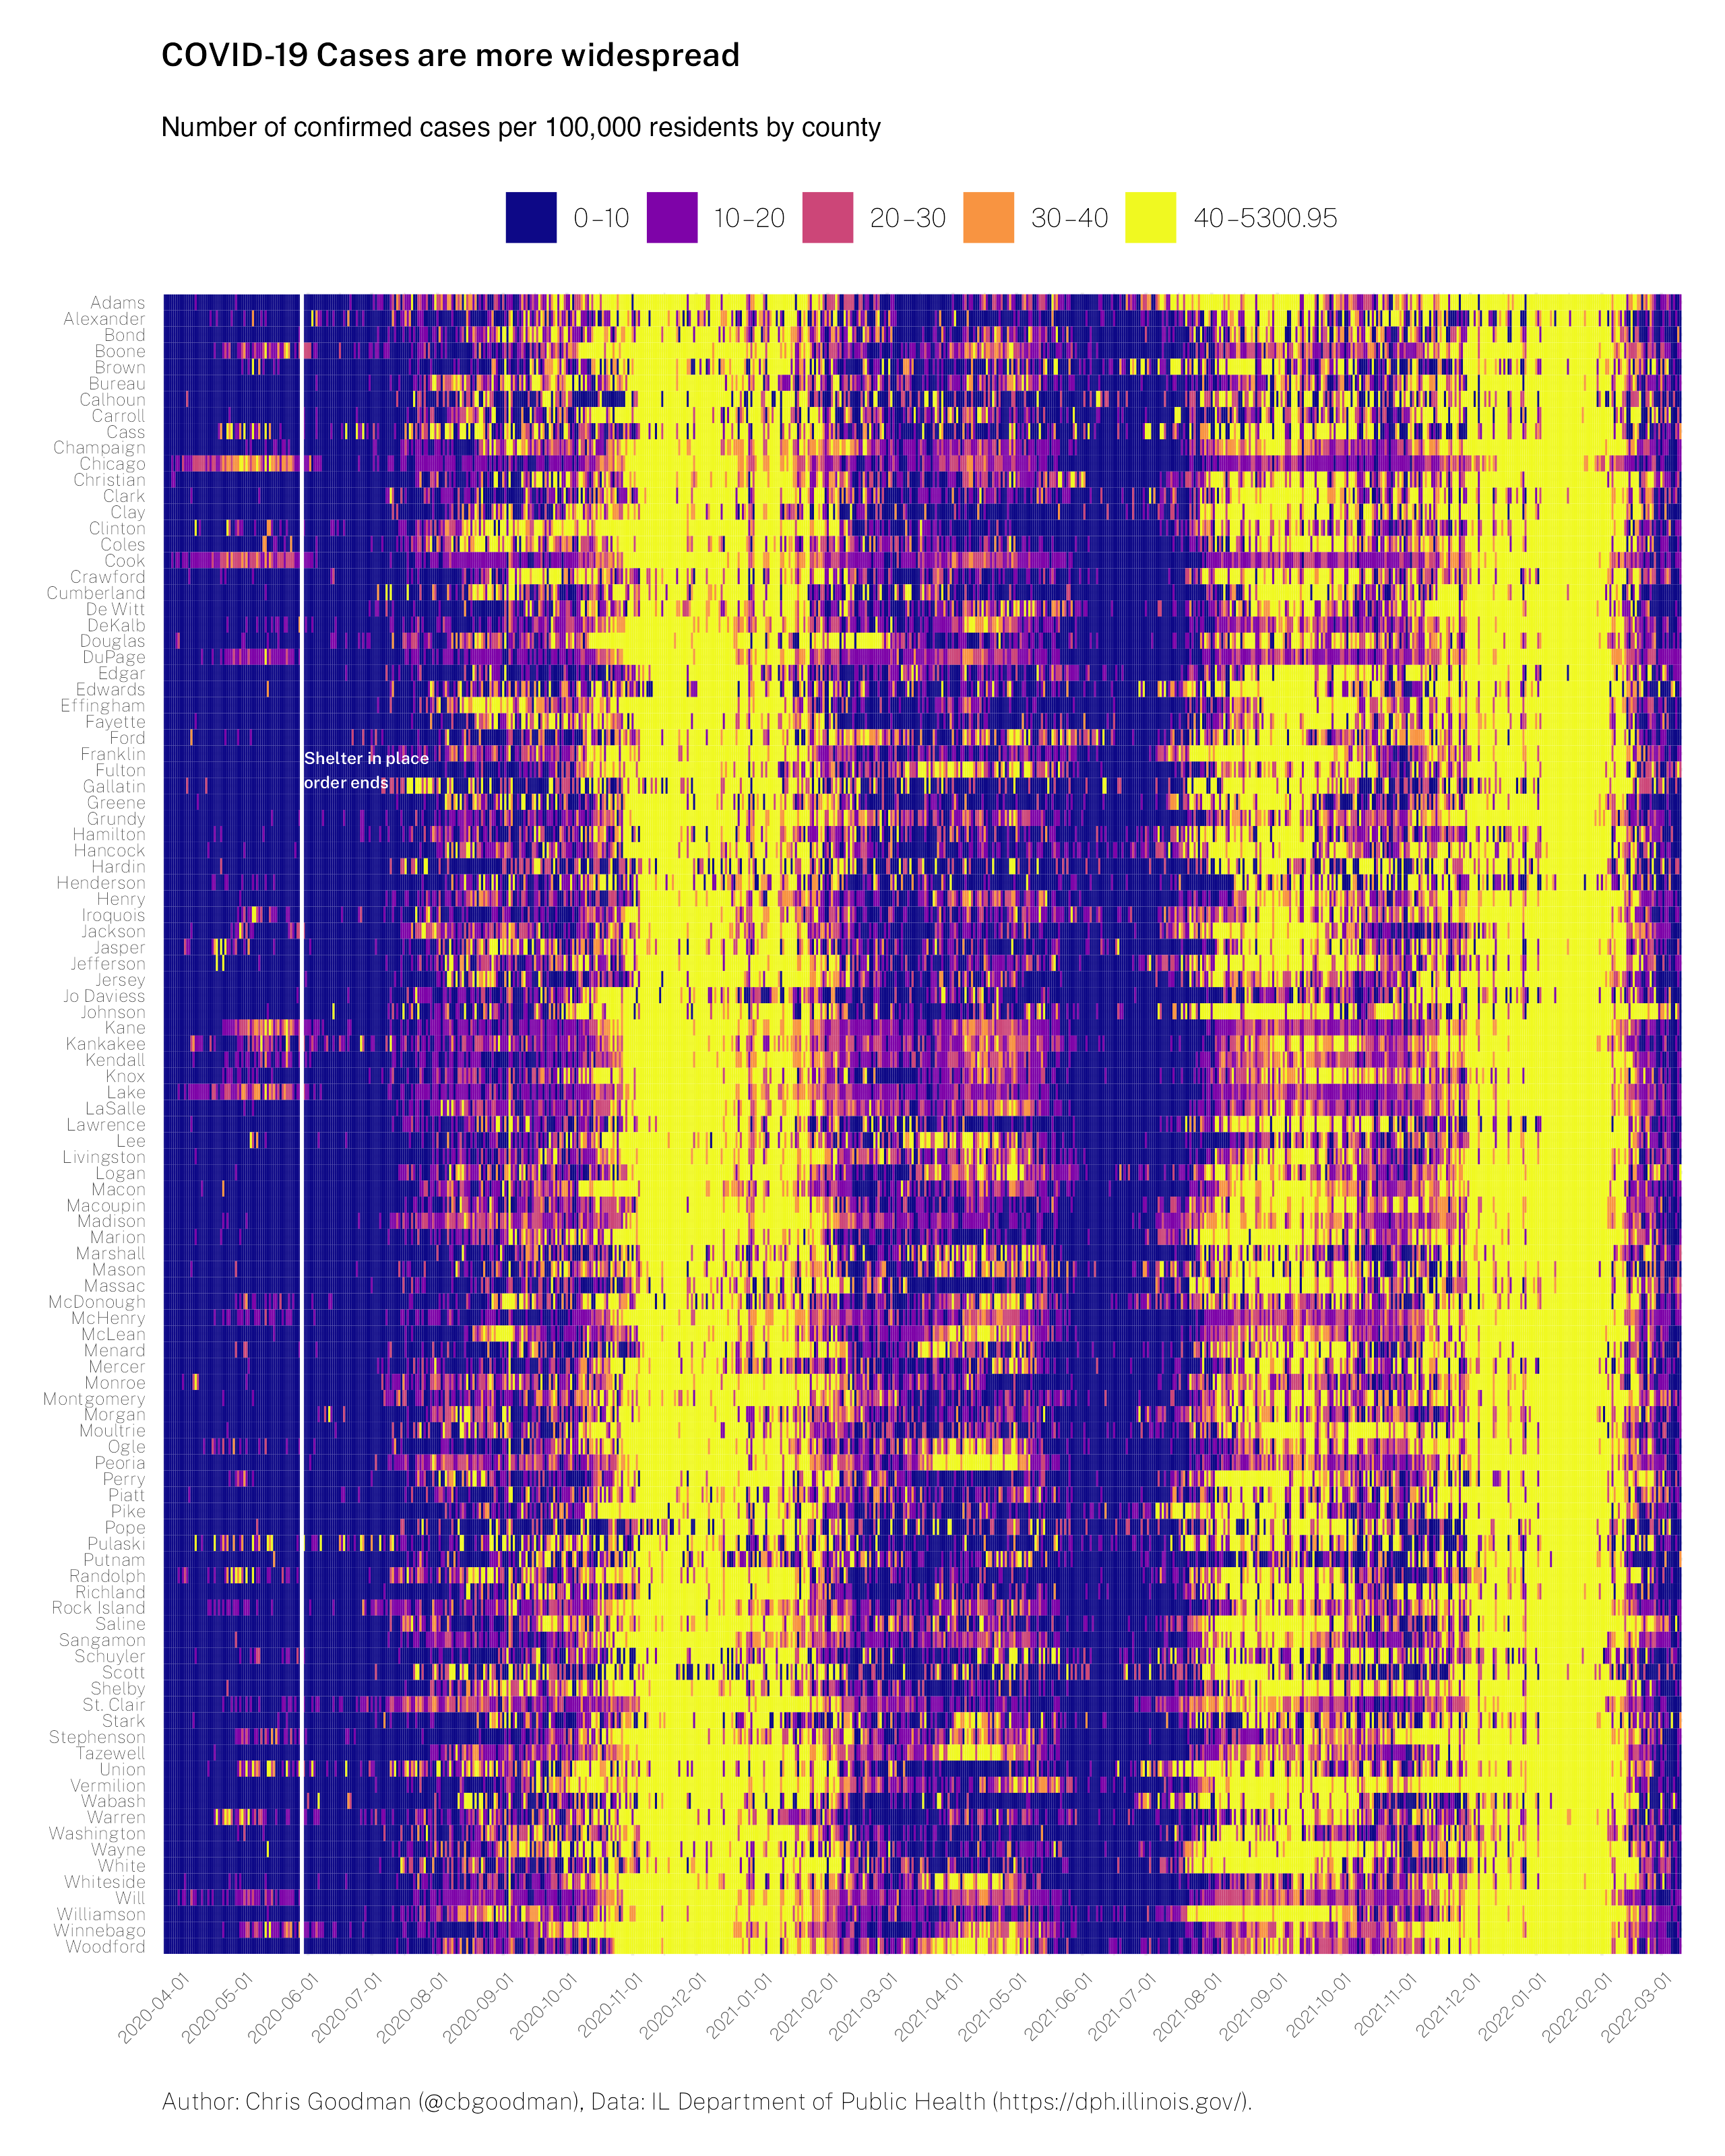 COVID-19 Cases are more widespread
Number of confirmed cases per 100,000 residents by county
0–10 10–20 20–30 30–40 40–5300.95
Adams
Alexander
Bond
Boone
Brown
Bureau
Calhoun
Carroll
Cass
Champaign
Chicago
Christian
Clark
Clay
Clinton
Coles
Cook
Crawford
Cumberland
De Witt
DeKalb
Douglas
DuPage
Edgar
Edwards
Effingham
Fayette
Ford
Franklin
Fulton
Gallatin
Greene
Grundy
Hamilton
Hancock
Hardin
Henderson
Henry
Iroquois
Jackson
Jasper
Jefferson
Jersey
Jo Daviess
Johnson
Kane
Kankakee
Kendall
Knox
Lake
LaSalle
Lawrence
Lee
Livingston
Logan
Macon
Macoupin
Madison
Marion
Marshall
Mason
Massac
McDonough
McHenry
McLean
Menard
Mercer
Monroe
Montgomery
Morgan
Moultrie
Ogle
Peoria
Perry
Piatt
Pike
Pope
Pulaski
Putnam
Randolph
Richland
Rock Island
Saline
Sangamon
Schuyler
Scott
Shelby
St. Clair
Stark
Stephenson
Tazewell
Union
Vermilion
Wabash
Warren
Washington
Wayne
White
Whiteside
Will
Williamson
Winnebago
Woodford
Shelter in place
order ends
2020-04-01
2020-05-01
2020-06-01
2020-07-01
2020-08-01
2020-09-01
2020-10-01
2020-11-01
2020-12-01
2021-01-01
2021-02-01
2021-03-01
2021-04-01
2021-05-01
2021-06-01
2021-07-01
2021-08-01
2021-09-01
2021-10-01
2021-11-01
2021-12-01
2022-01-01
2022-02-01
2022-03-01
Author: Chris Goodman (@cbgoodman), Data: IL Department of Public Health (https://dph.illinois.gov/).